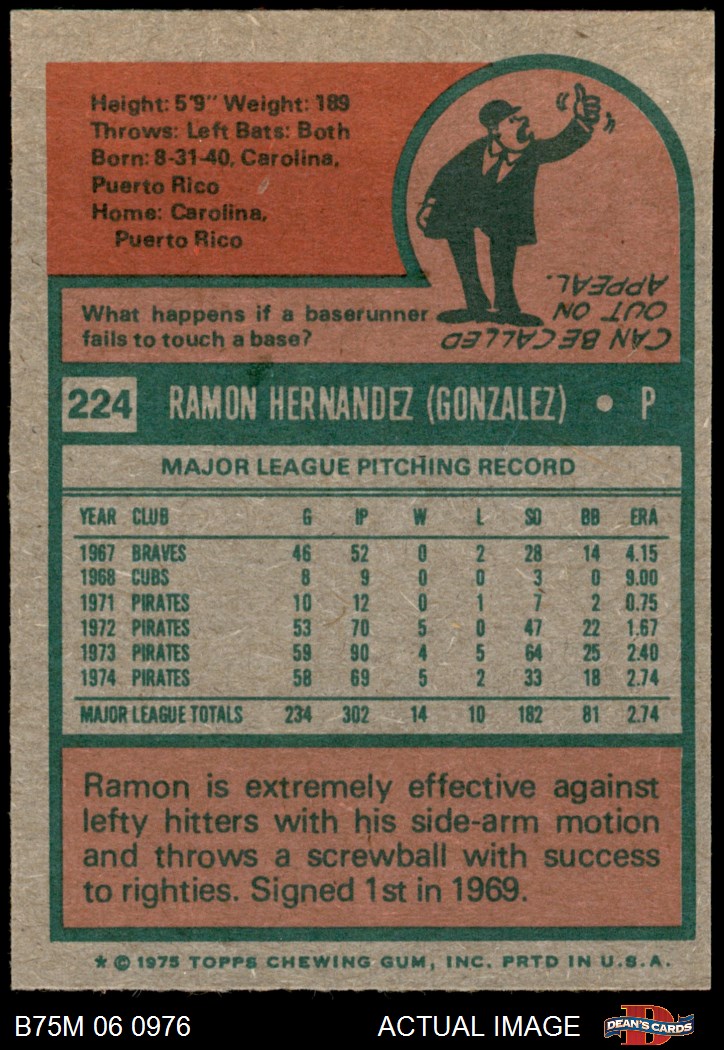 Height: 5'9" Weight: 189
Throws: Left Bats: Both
Born: 8-31-40, Carolina,
Puerto Rico
Home: Carolina,
Puerto Rico
What happens if a baserunner
fails to touch a base?
CAN BE CALLED
OUT ON
APPEAL.
224 RAMON HERNANDEZ (GONZALEZ) • P
MAJOR LEAGUE PITCHING RECORD
YEAR CLUB G IP W L SO BB ERA
1967 BRAVES 46 52 0 2 28 14 4.15
1968 CUBS 8 9 0 0 3 0 9.00
1971 PIRATES 10 12 0 1 7 2 0.75
1972 PIRATES 53 70 5 0 47 22 1.67
1973 PIRATES 59 90 4 5 64 25 2.40
1974 PIRATES 58 69 5 2 33 18 2.74
MAJOR LEAGUE TOTALS 234 302 14 10 182 81 2.74
Ramon is extremely effective against
lefty hitters with his side-arm motion
and throws a screwball with success
to righties. Signed 1st in 1969.
* © 1975 TOPPS CHEWING GUM, INC. PRTD IN U.S.A.
B75M 06 0976 ACTUAL IMAGE D DEAN'S CARDS